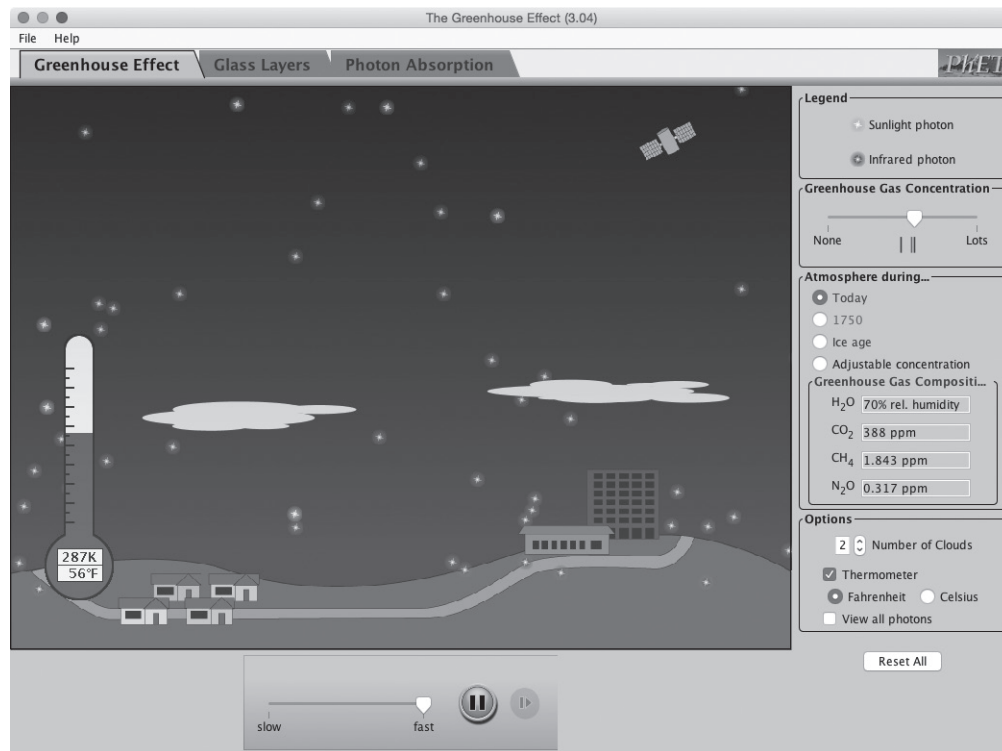 The Greenhouse Effect (3.04)
File Help
Greenhouse Effect Glass Layers Photon Absorption
PhET
Legend
Sunlight photon
Infrared photon
Greenhouse Gas Concentration
None Lots
Atmosphere during...
Today
1750
Ice age
Adjustable concentration
Greenhouse Gas Compositi...
H₂O 70% rel. humidity
CO₂ 388 ppm
CH₄ 1.843 ppm
N₂O 0.317 ppm
Options
2 Number of Clouds
Thermometer
Fahrenheit Celsius
View all photons
Reset All
287K
56°F
slow fast